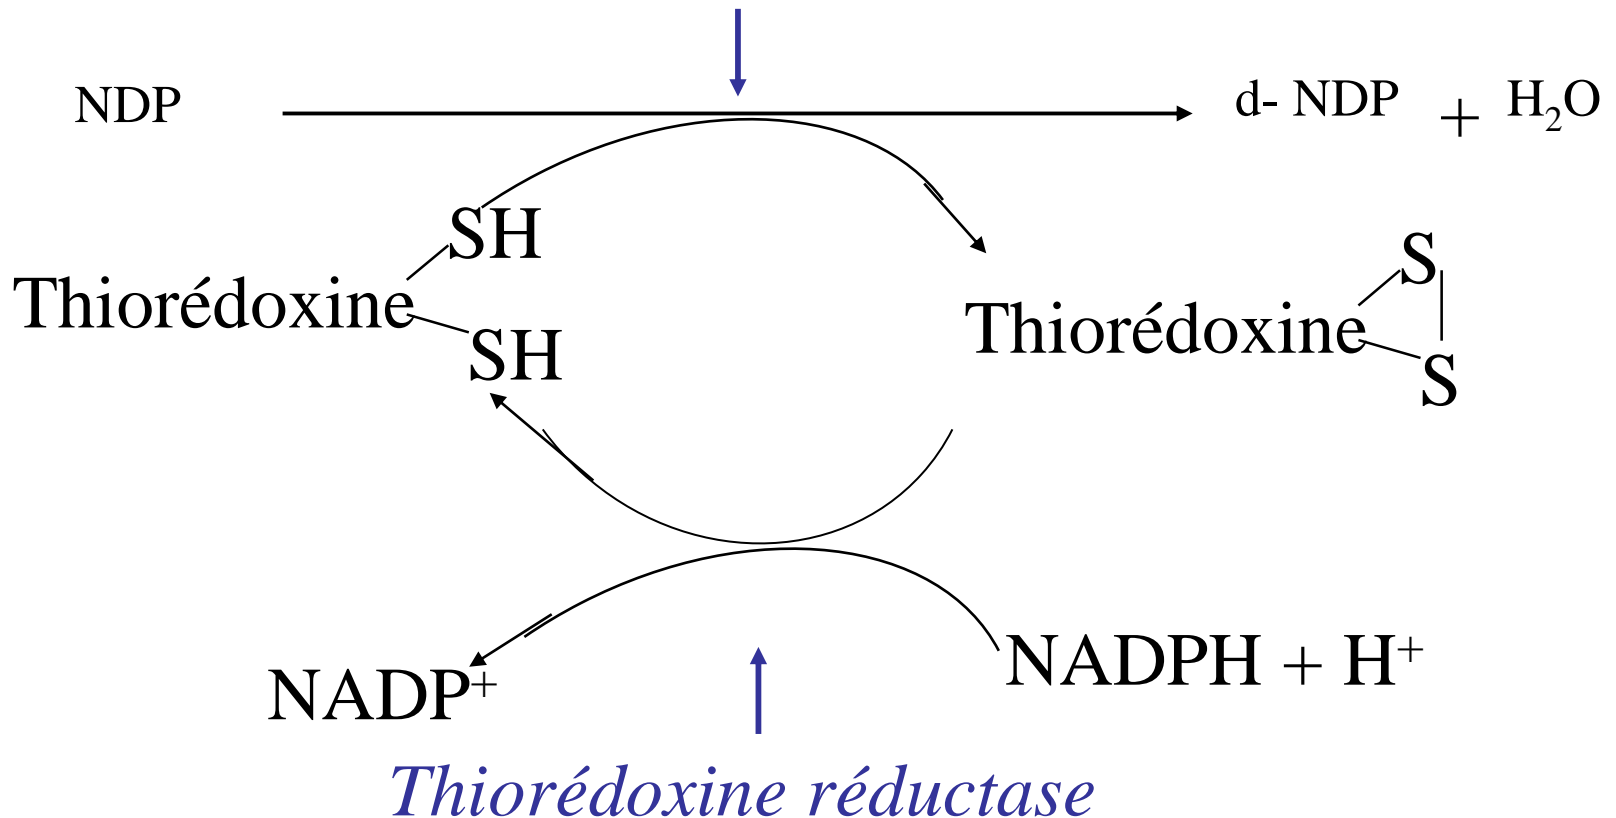 NDP d- NDP + H₂O
SH
Thiorédoxine
SH
S
Thiorédoxine
S
NADPH + H⁺
NADP⁺
Thiorédoxine réductase